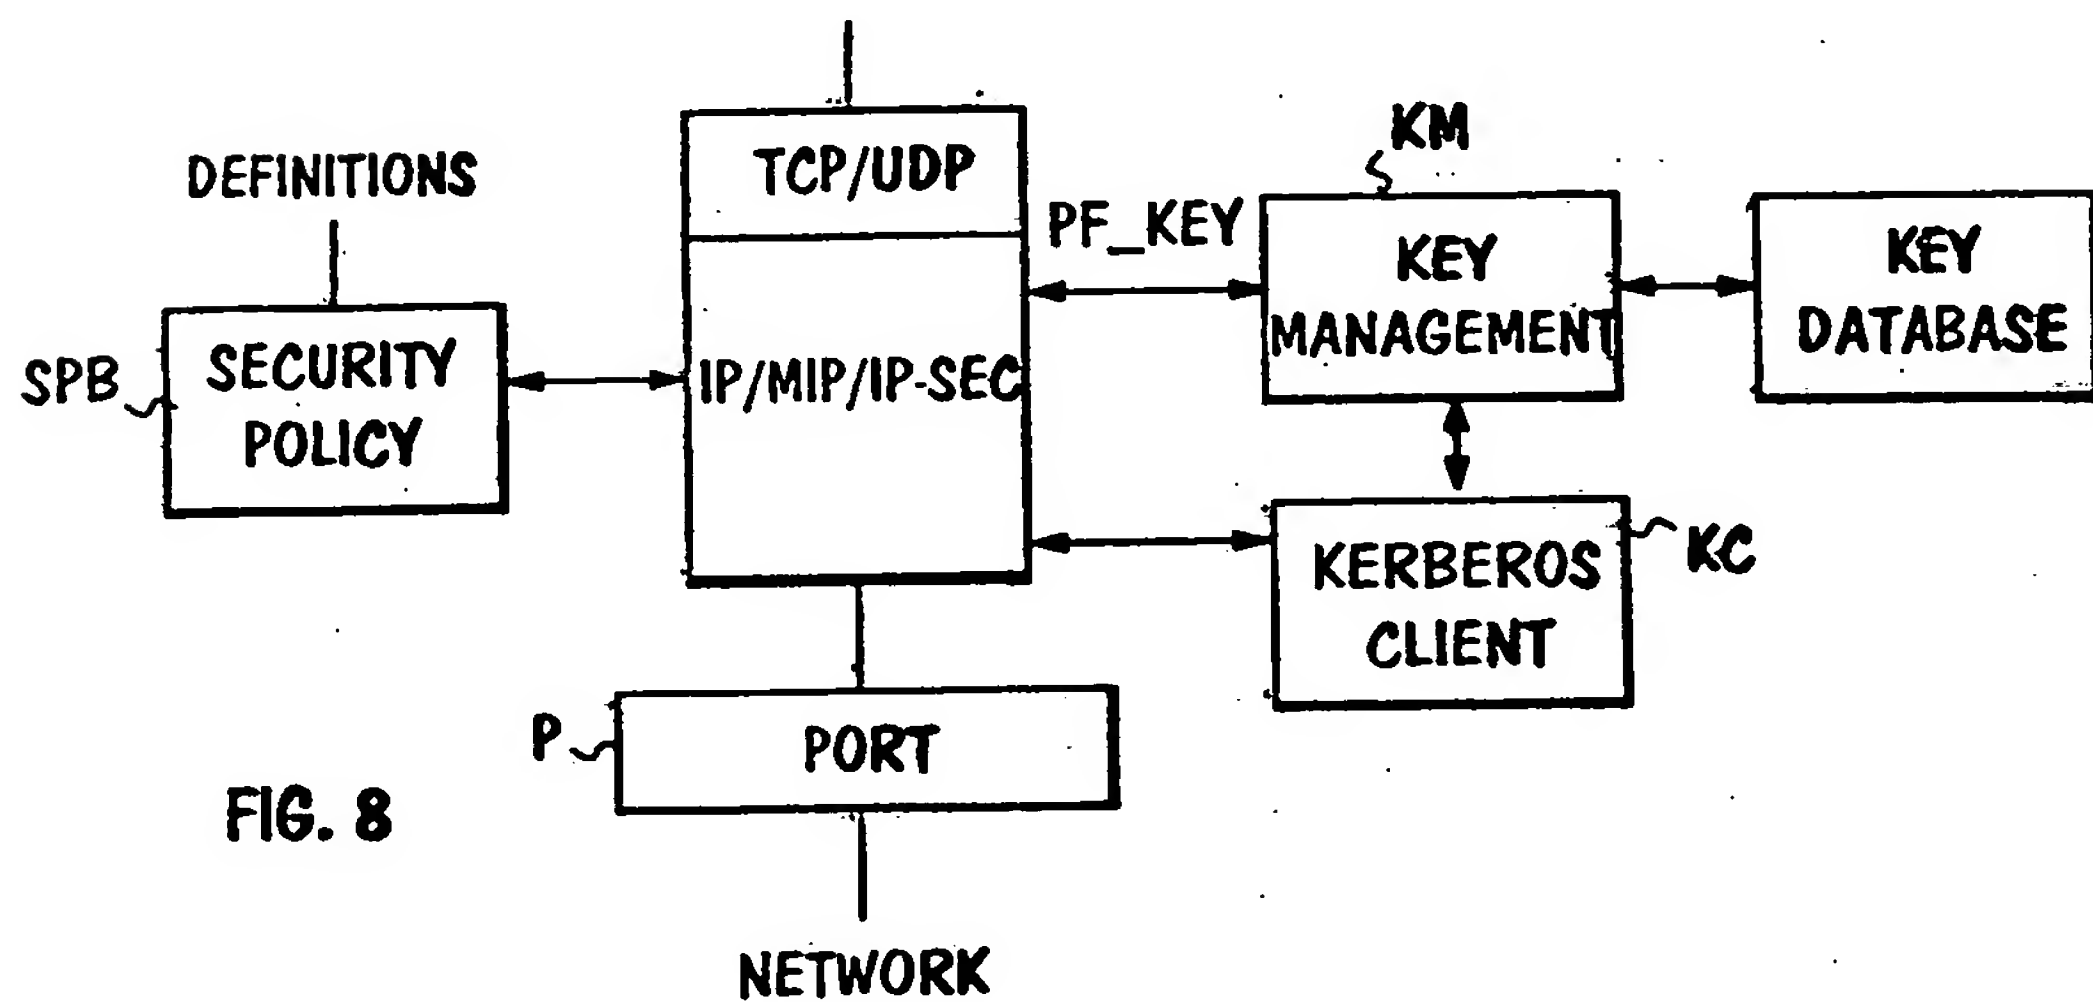 KM
TCP/UDP
DEFINITIONS
PF_KEY
KEY
MANAGEMENT
KEY
DATABASE
SPB
SECURITY
POLICY
IP/MIP/IP-SEC
KERBEROS
CLIENT
KC
P
PORT
FIG. 8
NETWORK